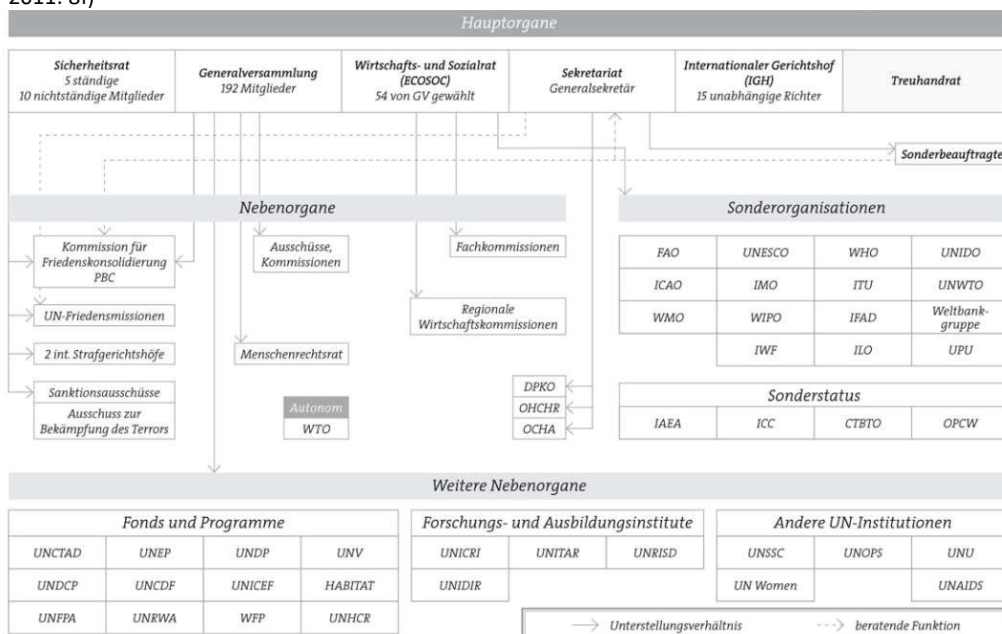 Hauptorgane
Sicherheitsrat
5 ständige
10 nichtständige Mitglieder
Generalversammlung
192 Mitglieder
Wirtschafts- und Sozialrat
(ECOSOC)
54 von GV gewählt
Sekretariat
Generalsekretär
Internationaler Gerichtshof
(IGH)
15 unabhängige Richter
Treuhandrat
Sonderbeauftragte
Nebenorgane
Kommission für
Friedenskonsolidierung
PBC
UN-Friedensmissionen
2 int. Strafgerichtshöfe
Sanktionsausschüsse
Ausschuss zur
Bekämpfung des Terrors
Ausschüsse,
Kommissionen
Menschenrechtsrat
Autonom
WTO
Fachkommissionen
Regionale
Wirtschaftskommissionen
DPKO
OHCHR
OCHA
Sonderorganisationen
FAO UNESCO WHO UNIDO
ICAO IMO ITU UNWTO
WMO WIPO IFAD Weltbank-
gruppe
IWF ILO UPU
Sonderstatus
IAEA ICC CTBTO OPCW
Weitere Nebenorgane
Fonds und Programme
UNCTAD UNEP UNDP UNV
UNDCP UNCDF UNICEF HABITAT
UNFPA UNRWA WFP UNHCR
Forschungs- und Ausbildungsinstitute
UNICRI UNITAR UNRISD
UNIDIR
Andere UN-Institutionen
UNSSC UNOPS UNU
UN Women UNAIDS
Unterstellungsverhältnis beratende Funktion